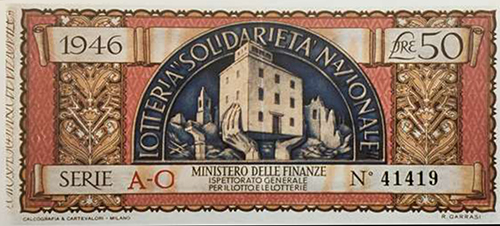 1946
LOTTERIA "SOLIDARIETÀ NAZIONALE"
LIRE 50
MINISTERO DELLE FINANZE
ISPETTORATO GENERALE
PER IL LOTTO E LE LOTTERIE
SERIE A-O
N° 41419
CALCOGRAFIA & CARTEVALORI - MILANO
R. GARRASI